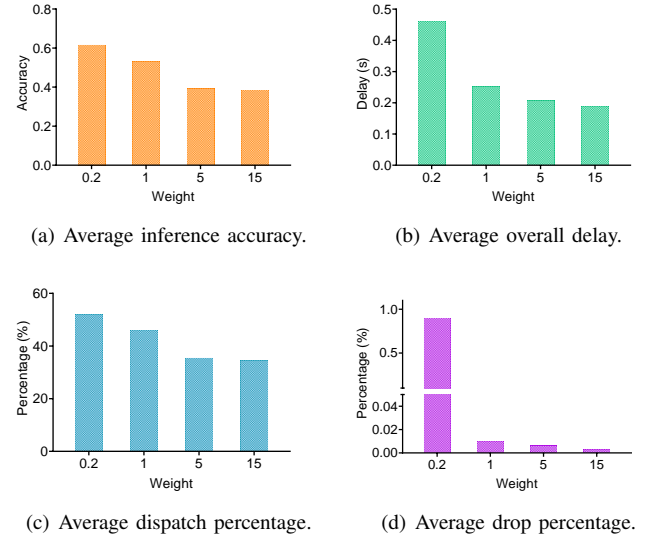 0.8
0.6
0.4
0.2
0.0
Accuracy
0.2 1 5 15
Weight
(a) Average inference accuracy.
0.5
0.4
0.3
0.2
0.1
0.0
Delay (s)
0.2 1 5 15
Weight
(b) Average overall delay.
60
40
20
0
Percentage (%)
0.2 1 5 15
Weight
(c) Average dispatch percentage.
1.0
0.5
0.04
0.02
0.00
Percentage (%)
0.2 1 5 15
Weight
(d) Average drop percentage.